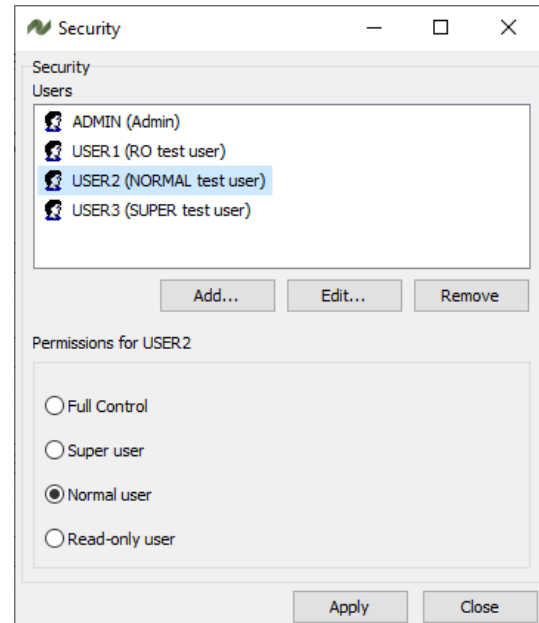 Security
Security
Users
ADMIN (Admin)
USER1 (RO test user)
USER2 (NORMAL test user)
USER3 (SUPER test user)
Add... Edit... Remove
Permissions for USER2
Full Control
Super user
Normal user
Read-only user
Apply Close